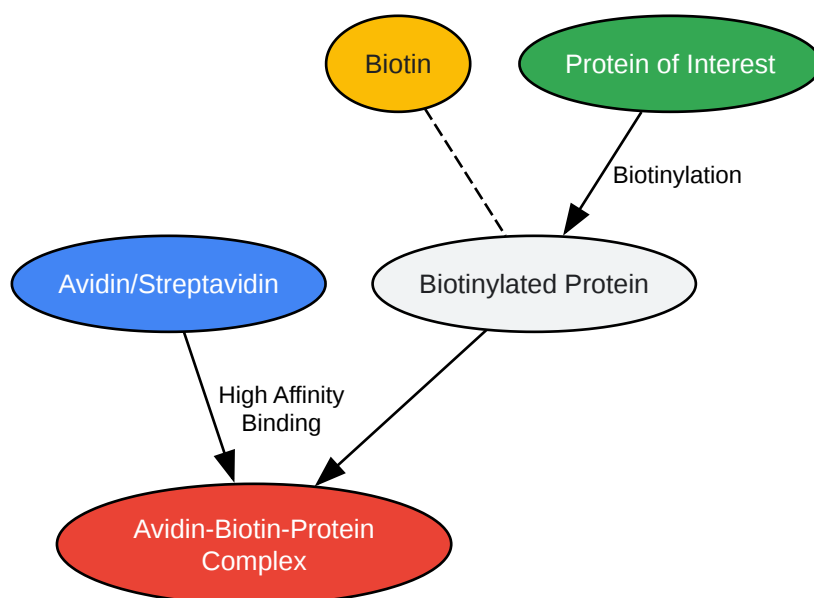 Biotin
Protein of Interest
Biotinylation
Avidin/Streptavidin
Biotinylated Protein
High Affinity
Binding
Avidin-Biotin-Protein
Complex